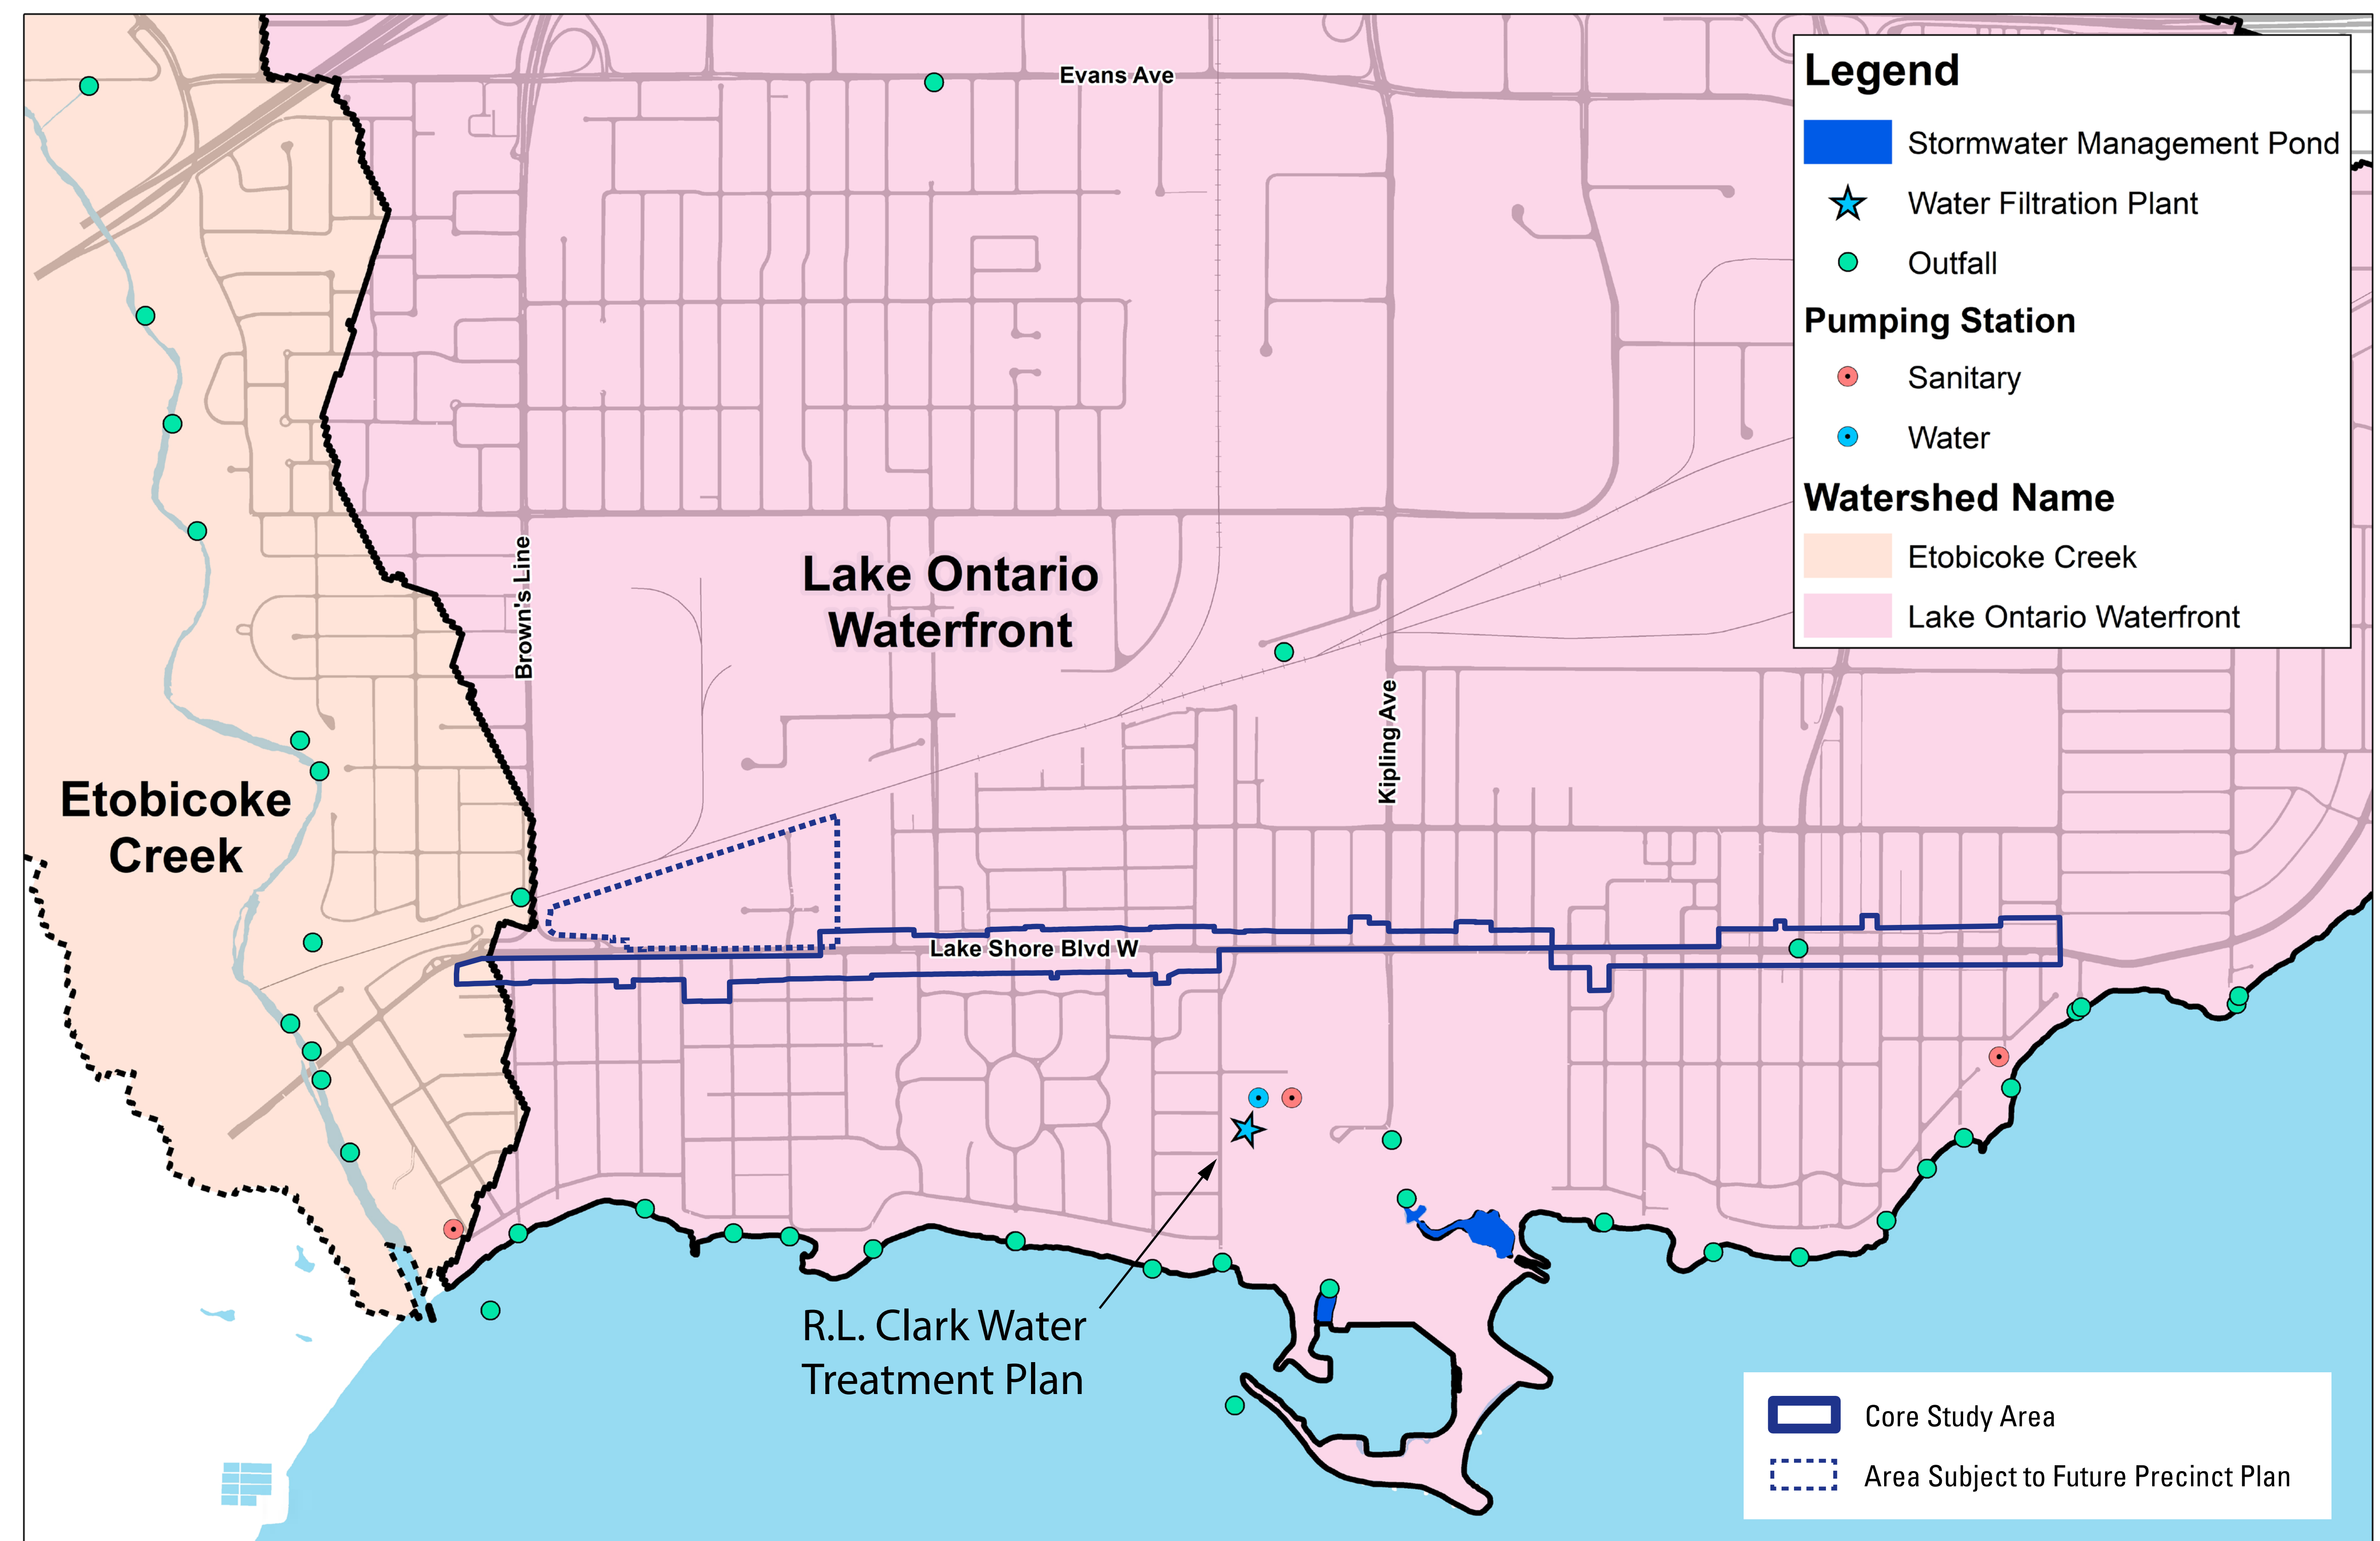 Evans Ave
Legend
Stormwater Management Pond
Water Filtration Plant
Outfall
Pumping Station
Sanitary
Water
Watershed Name
Etobicoke Creek
Lake Ontario Waterfront
Brown's Line
Lake Ontario
Waterfront
Kipling Ave
Etobicoke
Creek
Lake Shore Blvd W
R.L. Clark Water
Treatment Plan
Core Study Area
Area Subject to Future Precinct Plan